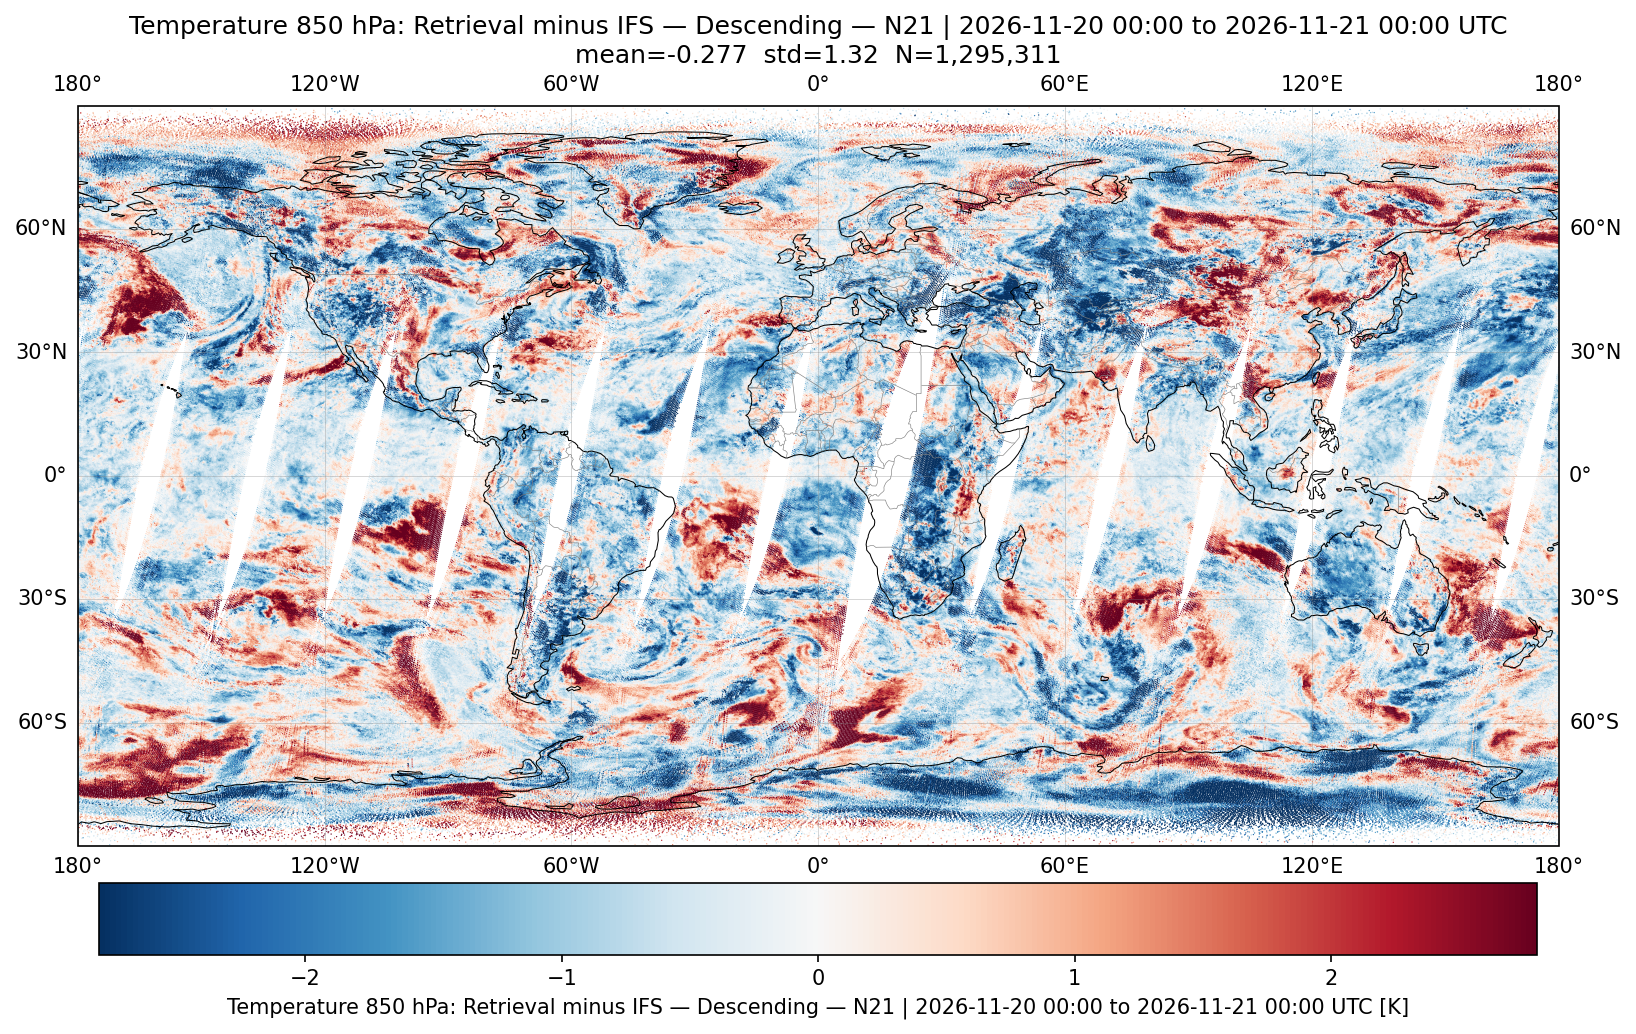 Temperature 850 hPa: Retrieval minus IFS — Descending — N21 | 2026-11-20 00:00 to 2026-11-21 00:00 UTC
mean=-0.277  std=1.32  N=1,295,311
180° 120°W 60°W 0° 60°E 120°E 180°
60°N 60°N
30°N 30°N
0° 0°
30°S 30°S
60°S 60°S
180° 120°W 60°W 0° 60°E 120°E 180°
−2 −1 0 1 2
Temperature 850 hPa: Retrieval minus IFS — Descending — N21 | 2026-11-20 00:00 to 2026-11-21 00:00 UTC [K]